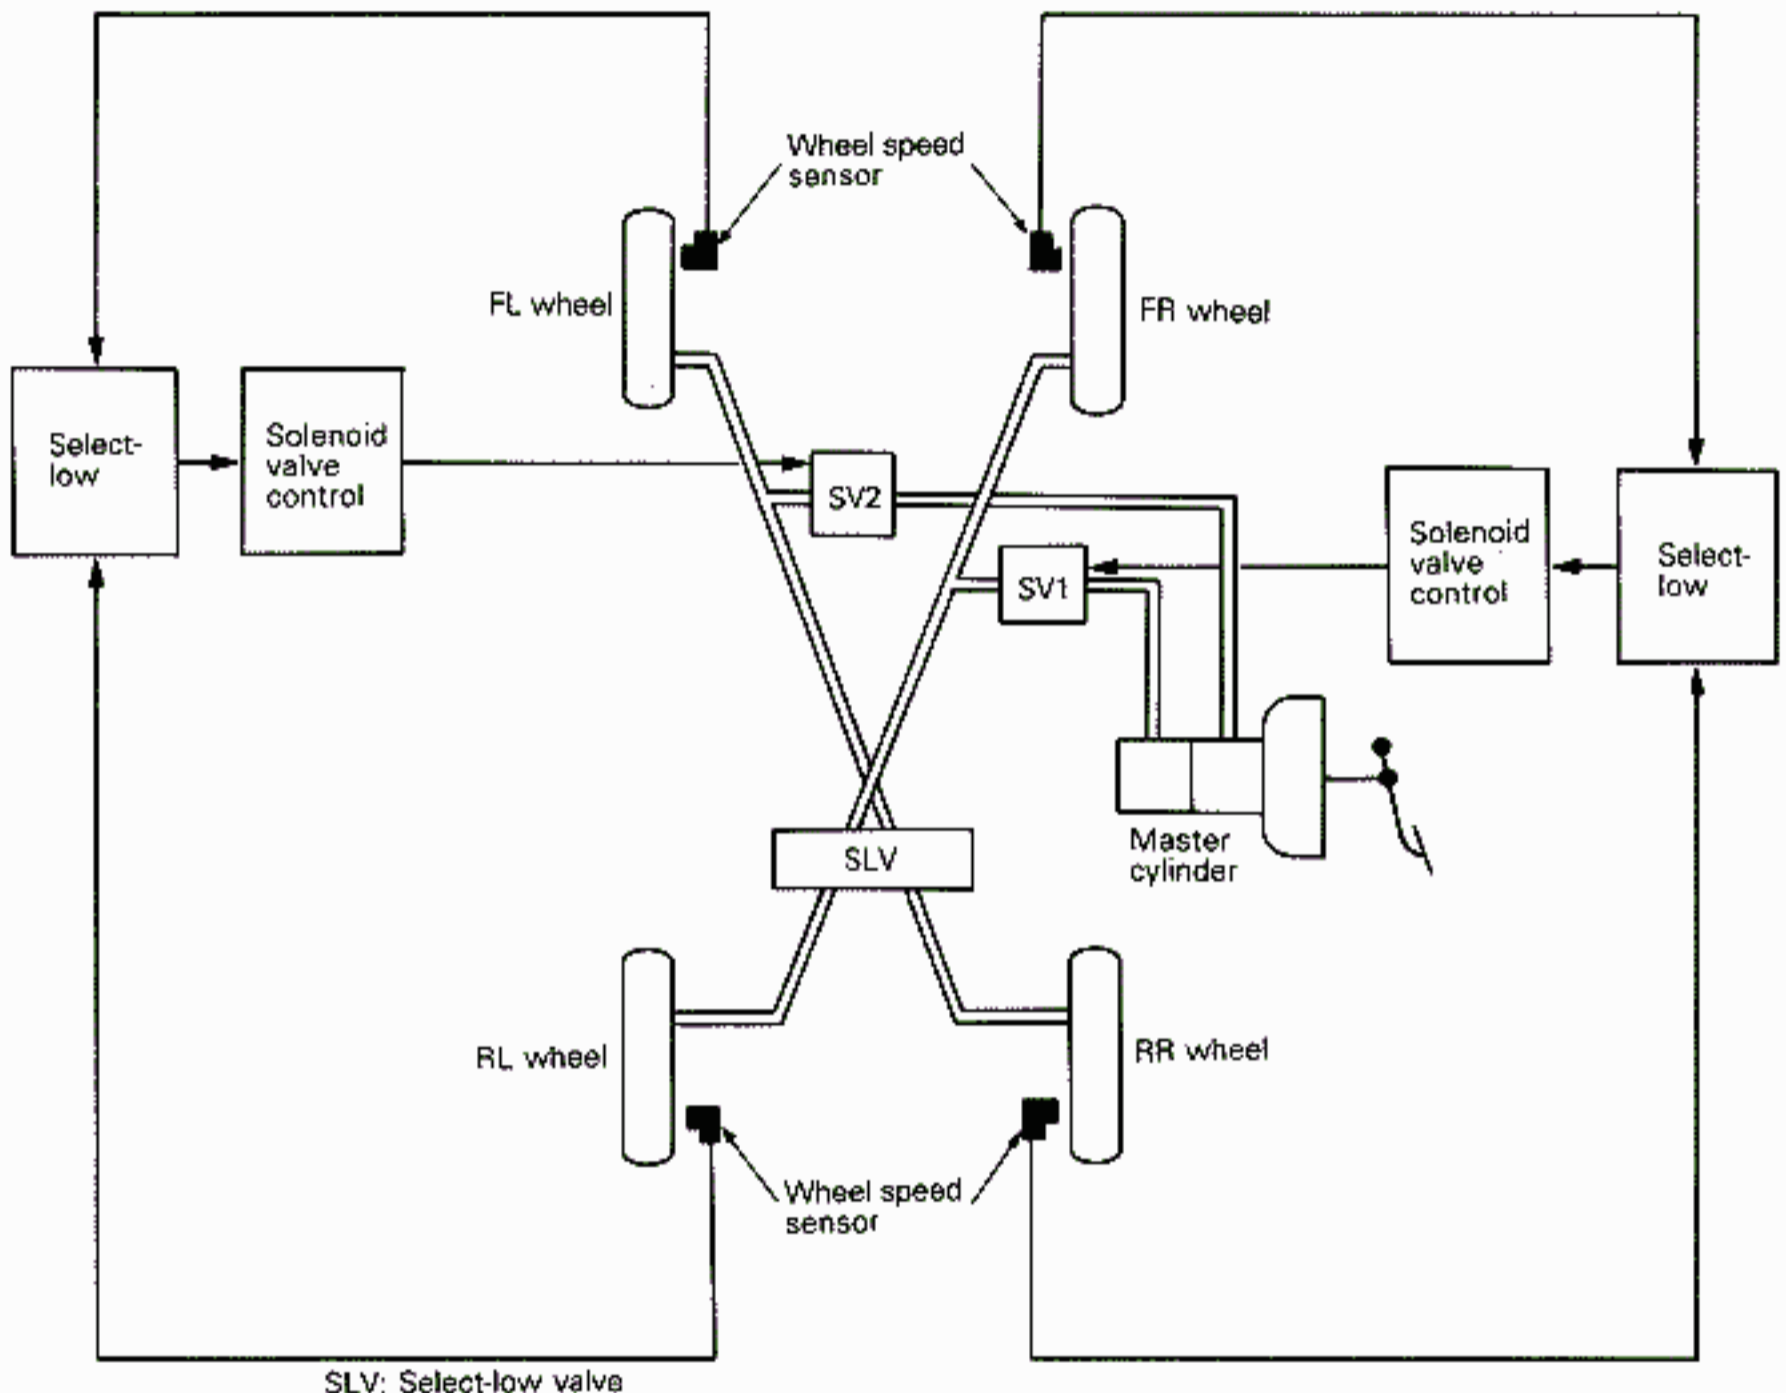 Wheel speed
sensor
FL wheel
FR wheel
Select-
low
Solenoid
valve
control
SV2
SV1
Solenoid
valve
control
Select-
low
Master
cylinder
SLV
RL wheel
RR wheel
Wheel speed
sensor
SLV: Select-low valve